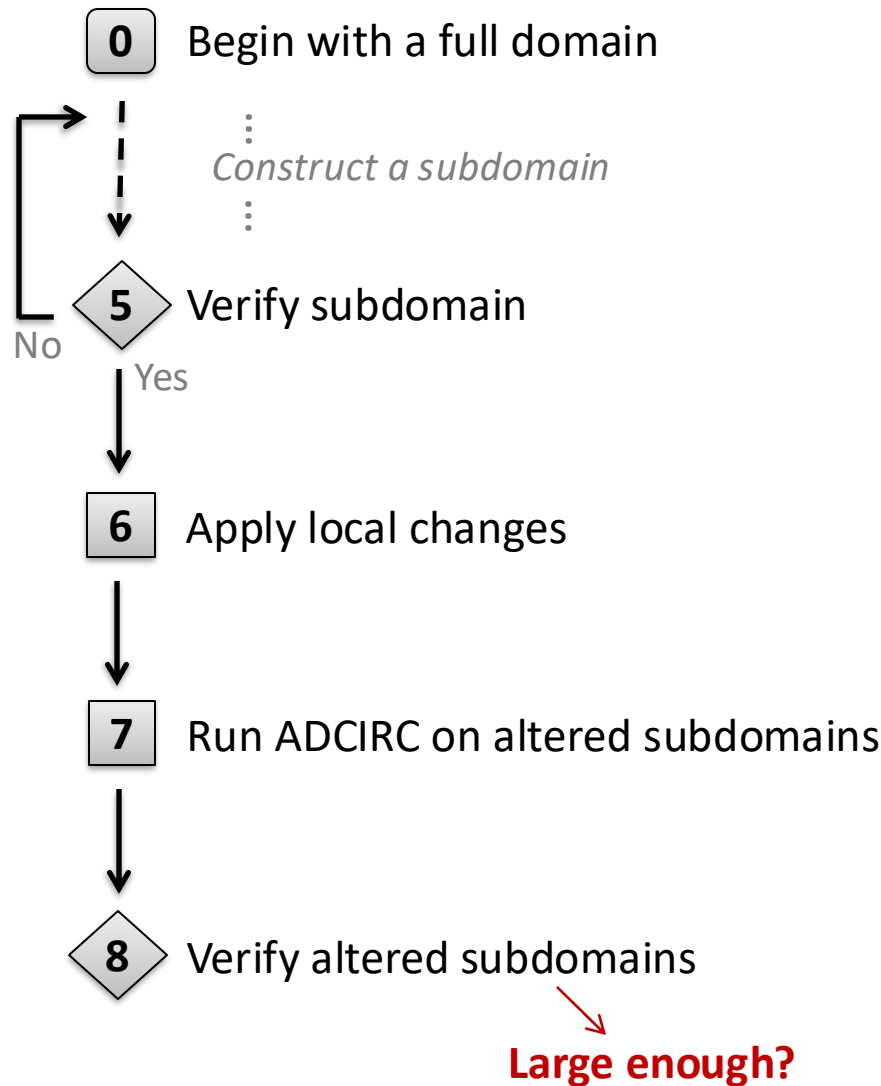 0 Begin with a full domain
Construct a subdomain
5 Verify subdomain
No
Yes
6 Apply local changes
7 Run ADCIRC on altered subdomains
8 Verify altered subdomains
Large enough?